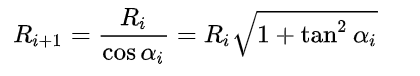 $R_{i+1} = \frac{R_i}{\cos \alpha_i} = R_i \sqrt{1 + \tan^2 \alpha_i}$